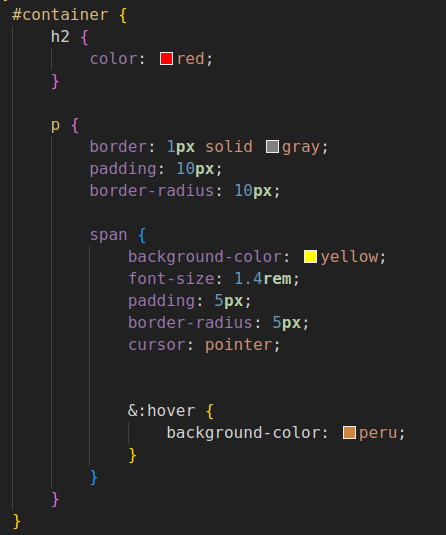 #container {
    h2 {
        color: red;
    }

    p {
        border: 1px solid gray;
        padding: 10px;
        border-radius: 10px;

        span {
            background-color: yellow;
            font-size: 1.4rem;
            padding: 5px;
            border-radius: 5px;
            cursor: pointer;


            &:hover {
                background-color: peru;
            }
        }
    }
}